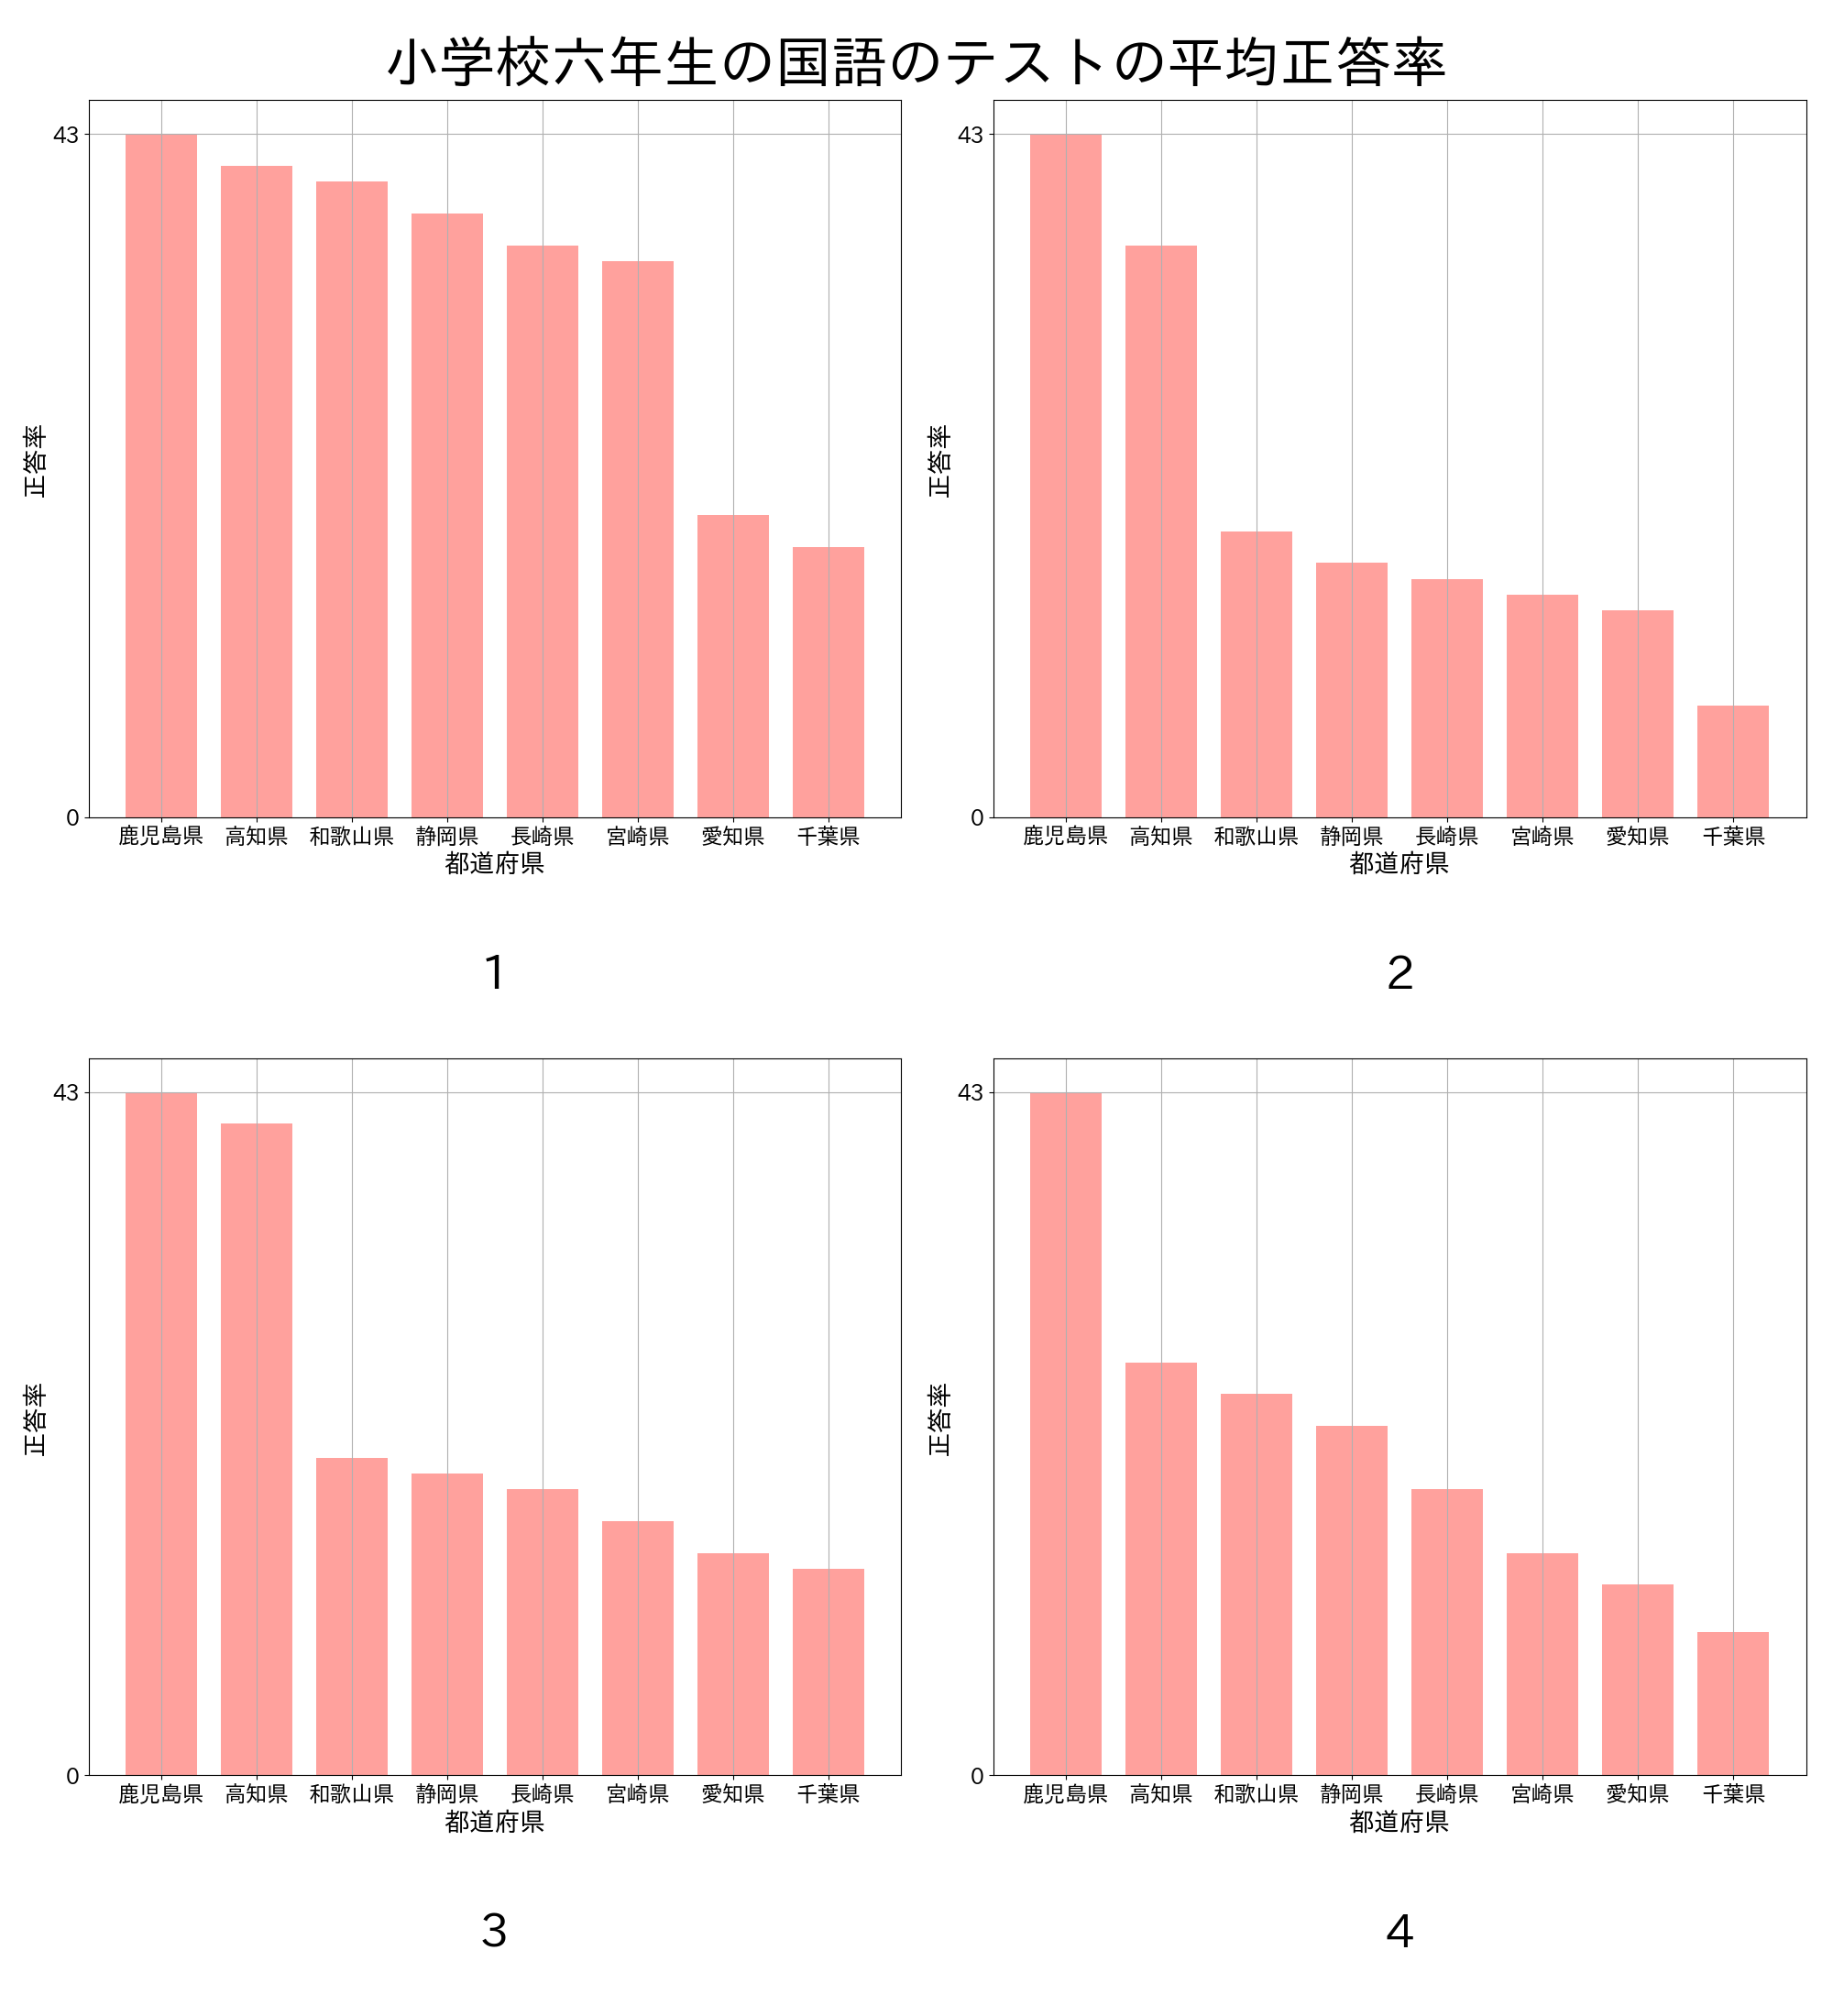 小学校六年生の国語のテストの平均正答率
43
0
正答率
鹿児島県 高知県 和歌山県 静岡県 長崎県 宮崎県 愛知県 千葉県
都道府県
1
43
0
正答率
鹿児島県 高知県 和歌山県 静岡県 長崎県 宮崎県 愛知県 千葉県
都道府県
2
43
0
正答率
鹿児島県 高知県 和歌山県 静岡県 長崎県 宮崎県 愛知県 千葉県
都道府県
3
43
0
正答率
鹿児島県 高知県 和歌山県 静岡県 長崎県 宮崎県 愛知県 千葉県
都道府県
4